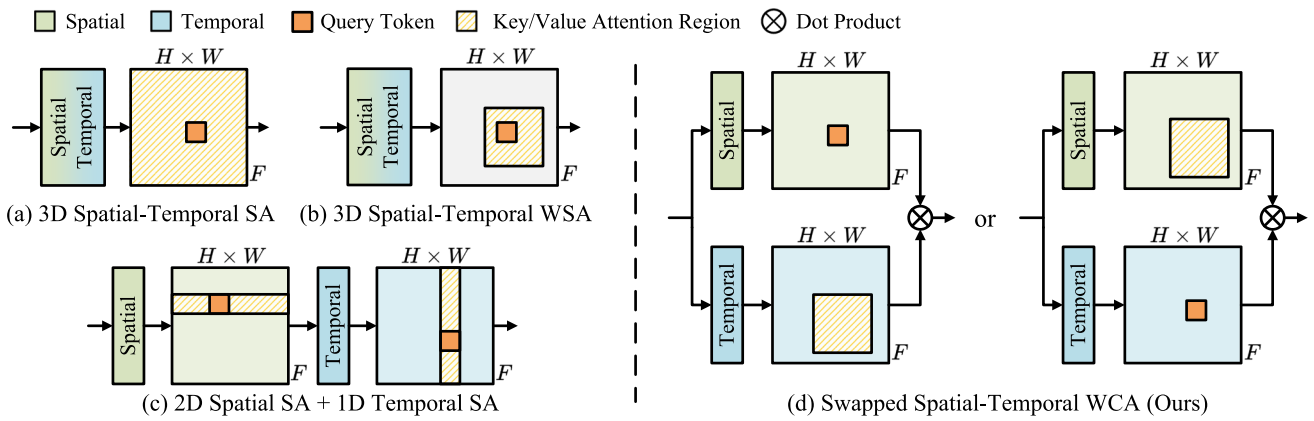 Spatial Temporal Query Token Key/Value Attention Region Dot Product
H × W
Spatial
Temporal
F
(a) 3D Spatial-Temporal SA
H × W
Spatial
Temporal
F
(b) 3D Spatial-Temporal WSA
H × W
Spatial
F
H × W
Temporal
F
(c) 2D Spatial SA + 1D Temporal SA
H × W
Spatial
F
H × W
Temporal
F
or
H × W
Spatial
F
H × W
Temporal
F
(d) Swapped Spatial-Temporal WCA (Ours)